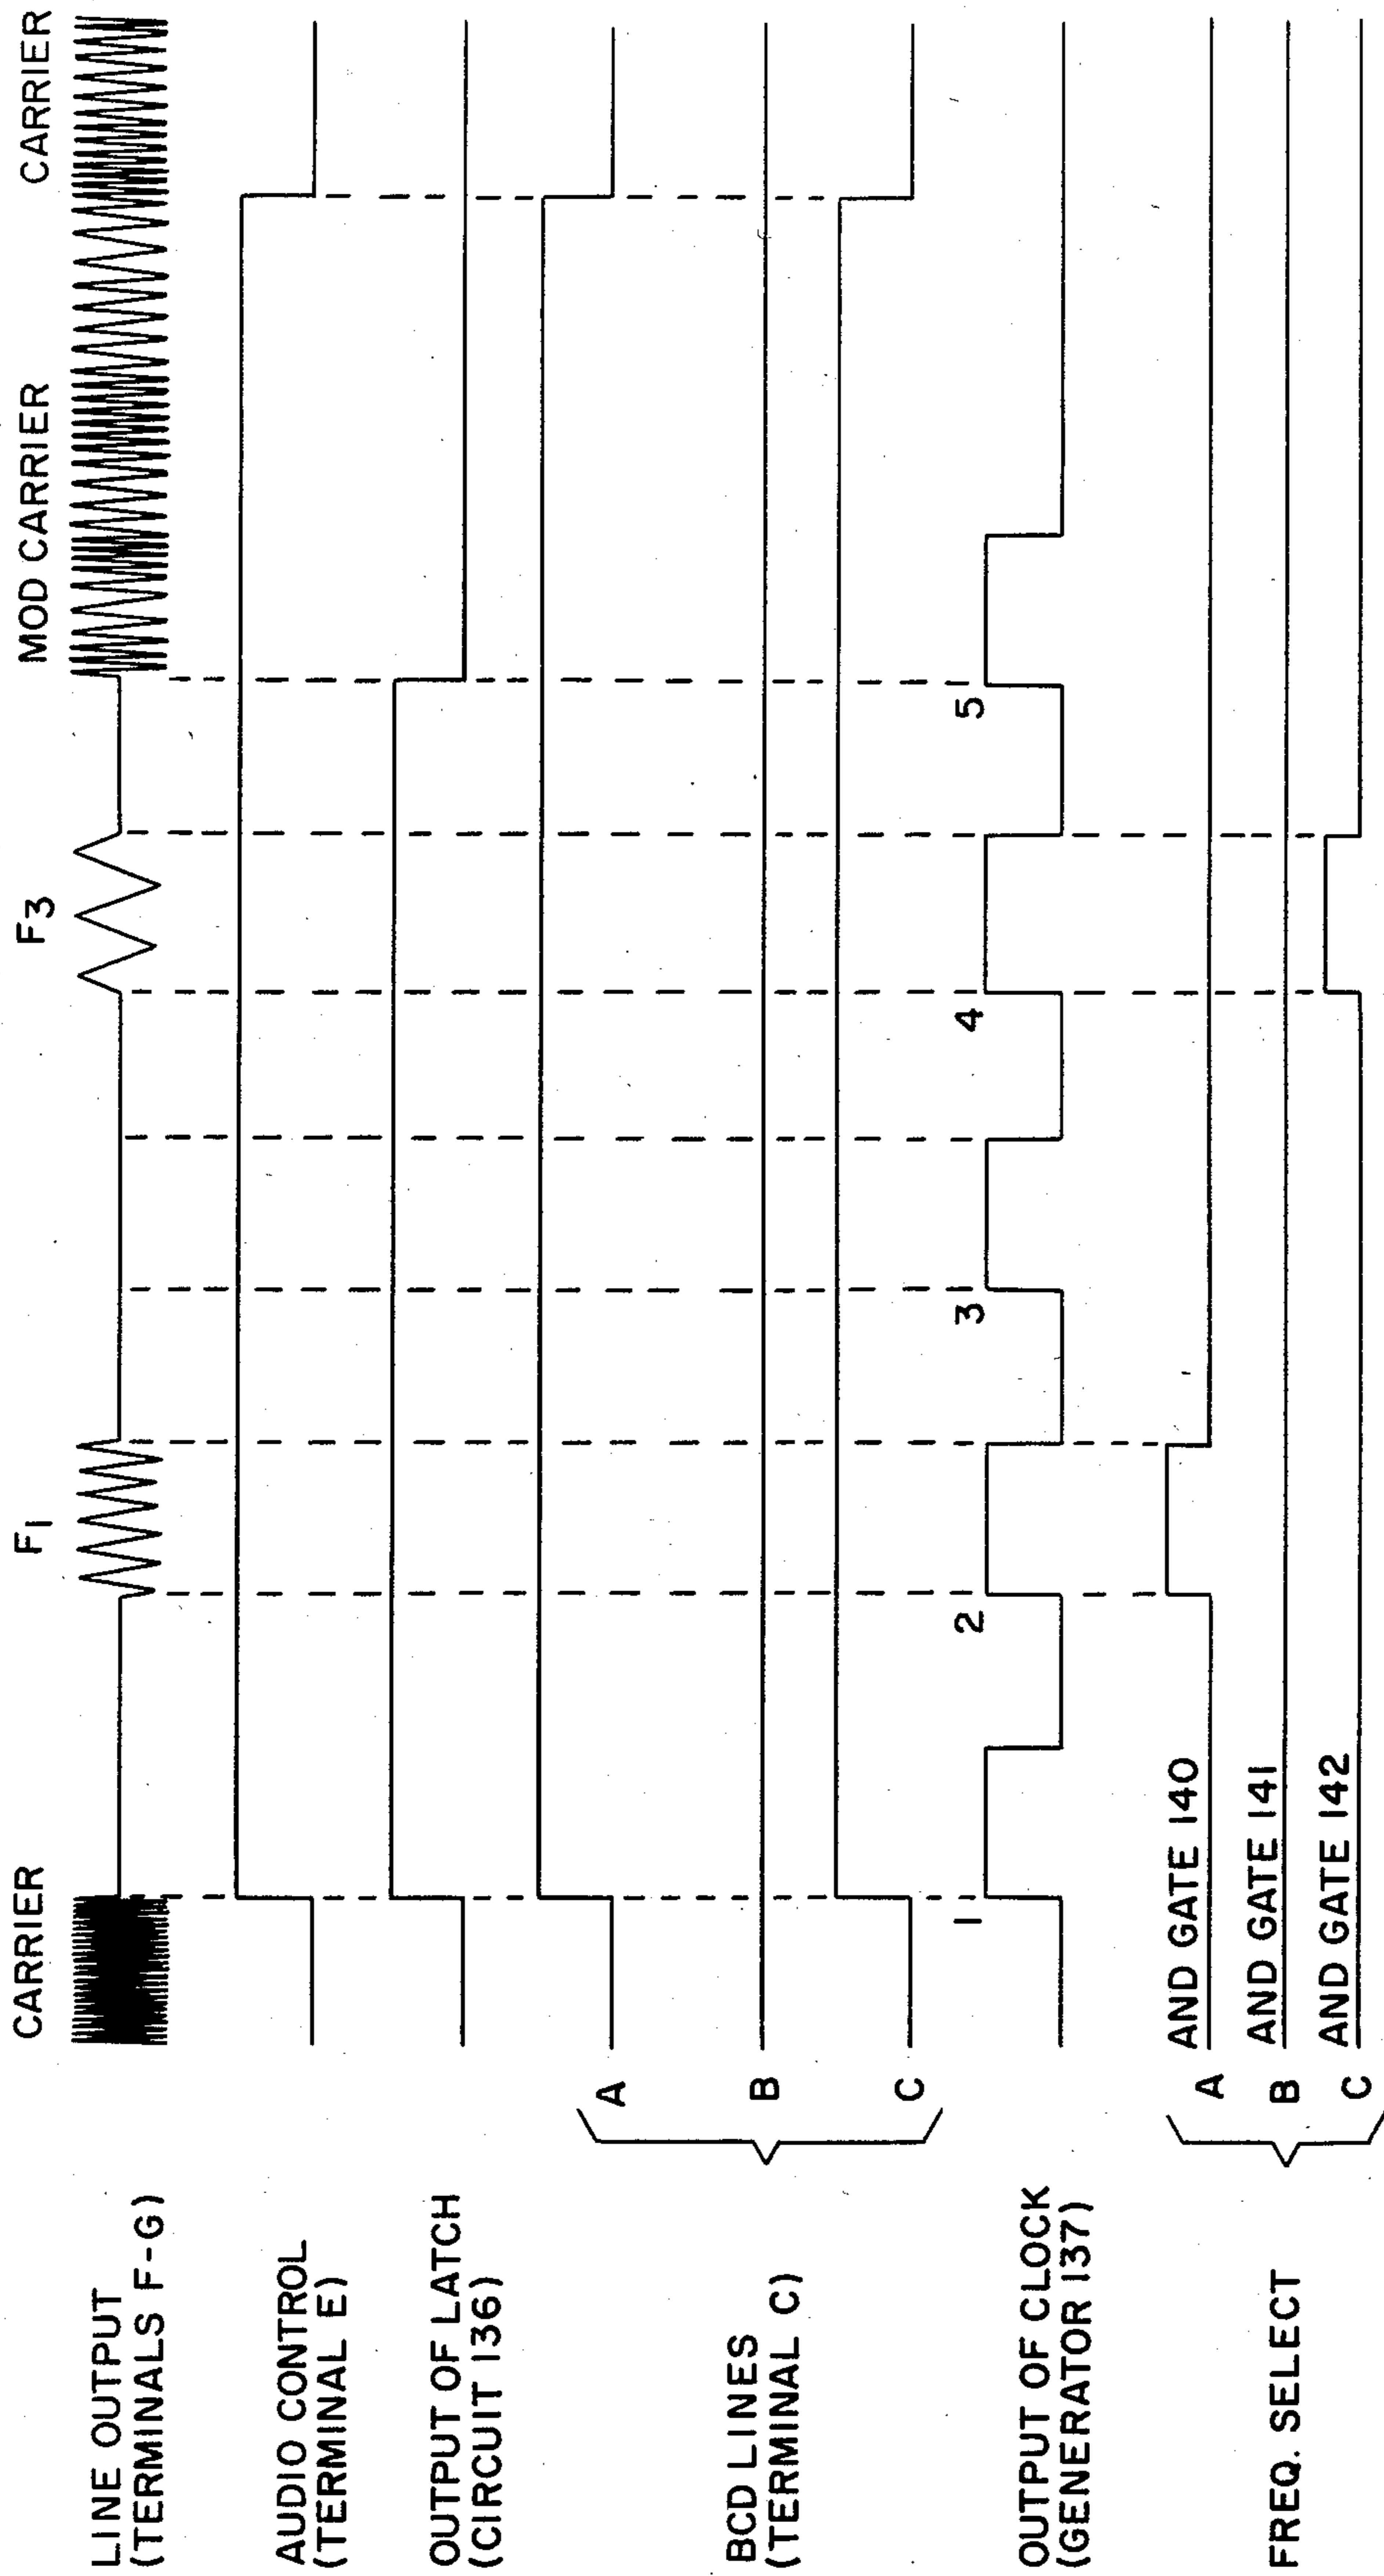 CARRIER
F1
F3
MOD CARRIER
CARRIER
LINE OUTPUT
(TERMINALS F-G)
AUDIO CONTROL
(TERMINAL E)
OUTPUT OF LATCH
(CIRCUIT 136)
BCD LINES
(TERMINAL C)
A
B
C
OUTPUT OF CLOCK
(GENERATOR 137)
1
2
3
4
5
FREQ. SELECT
A
AND GATE 140
B
AND GATE 141
C
AND GATE 142